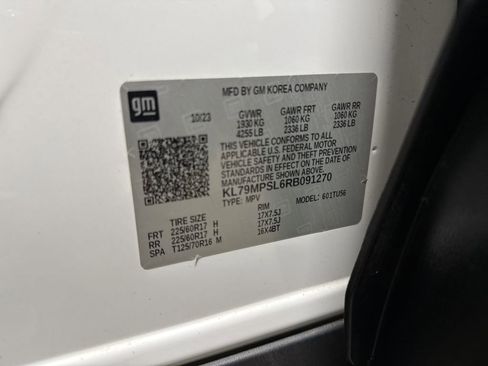 gm
MFD BY GM KOREA COMPANY
10/23 GVWR GAWR FRT GAWR RR
1930 KG 1060 KG 1060 KG
4255 LB 2336 LB 2336 LB
THIS VEHICLE CONFORMS TO ALL
APPLICABLE U.S. FEDERAL MOTOR
VEHICLE SAFETY, BUMPER, AND
THEFT PREVENTION STANDARDS
IN EFFECT ON THE DATE OF
MANUFACTURE SHOWN ABOVE.
KL79MPSL6RB091270
TYPE: MPV MODEL: 601TU56
TIRE SIZE RIM
FRT 225/60R17 H 17X7.5J
RR 225/60R17 H 17X7.5J
SPA T125/70R16 M 16X4BT